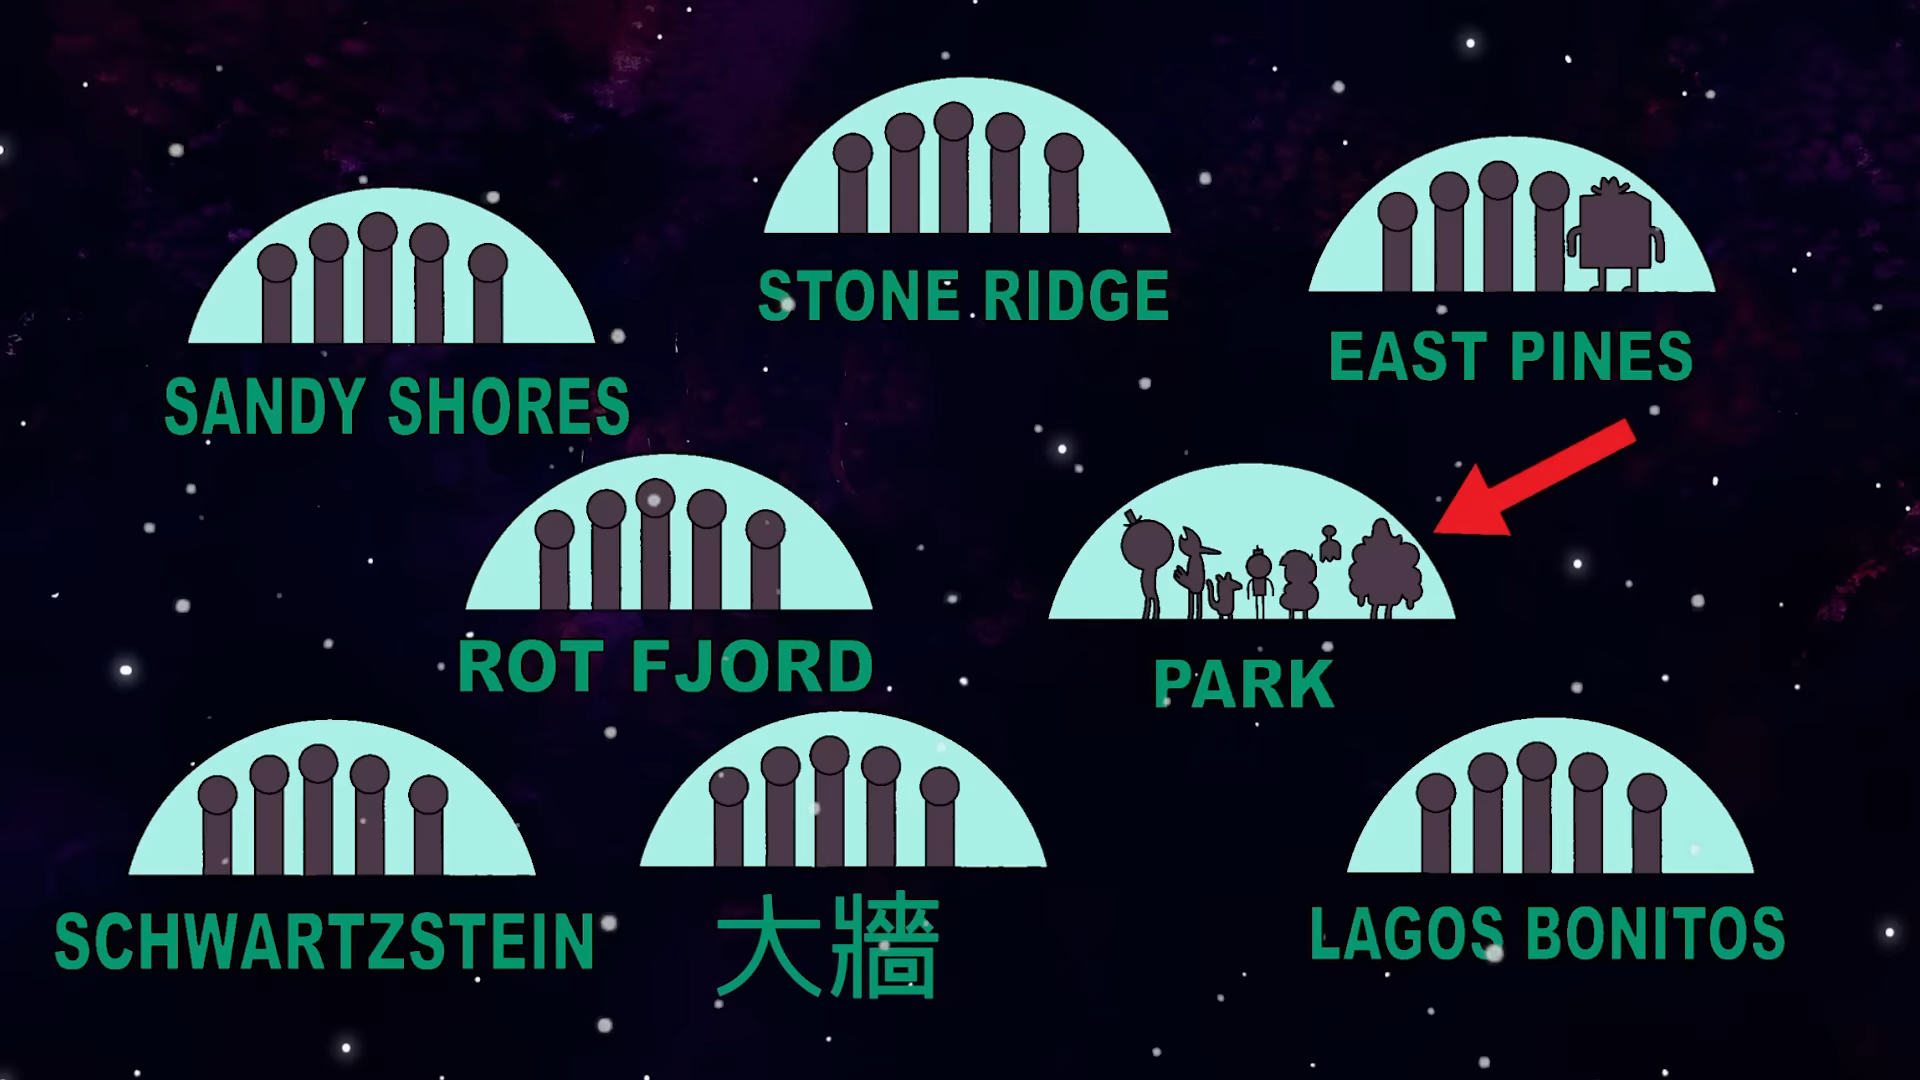 STONE RIDGE
EAST PINES
SANDY SHORES
ROT FJORD
PARK
SCHWARTZSTEIN
大牆
LAGOS BONITOS